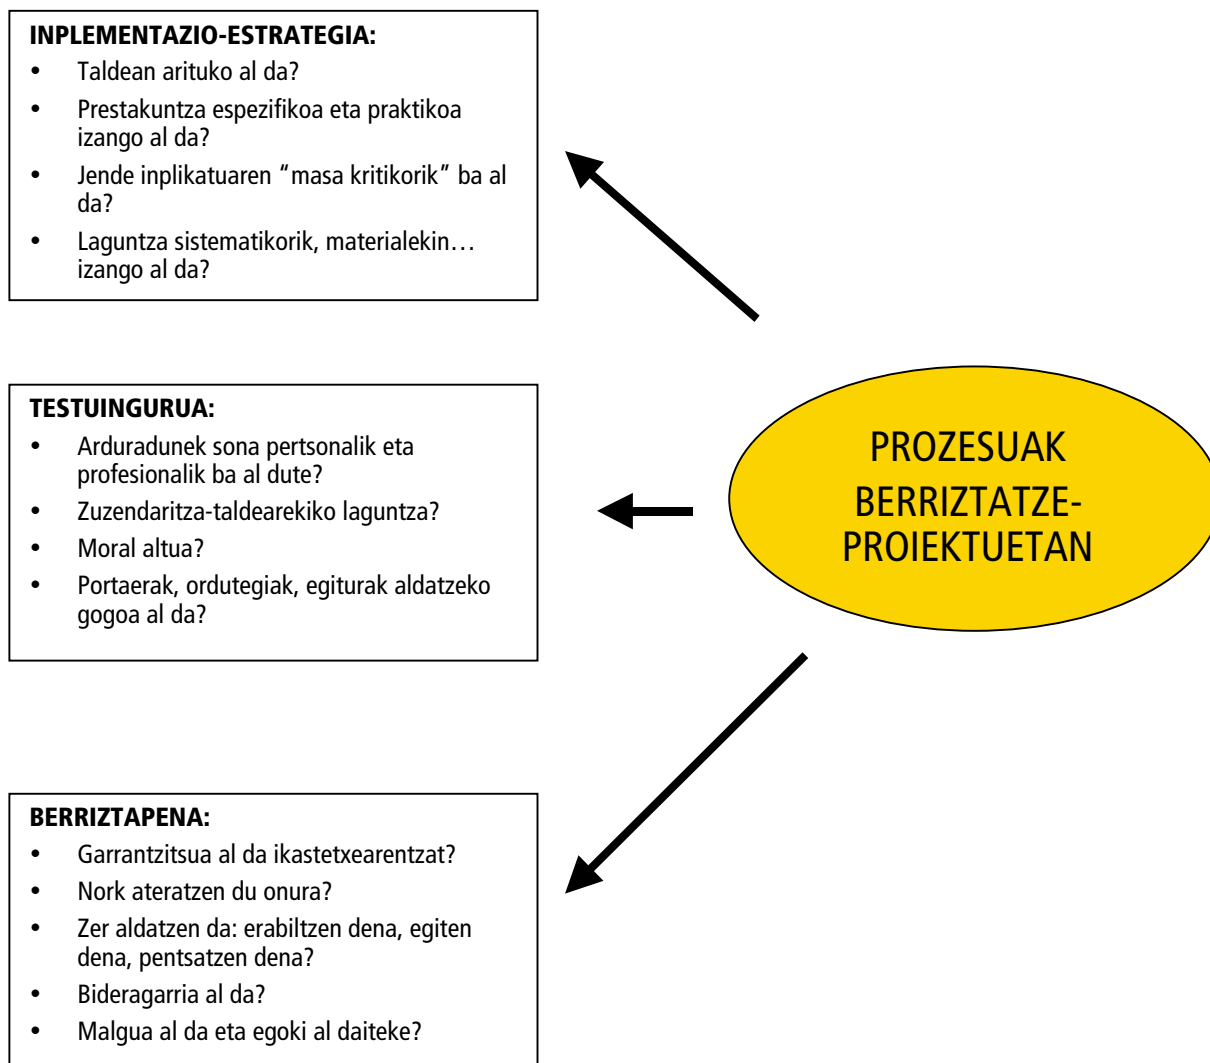 INPLEMENTAZIO-ESTRATEGIA:
• Taldean arituko al da?
• Prestakuntza espezifikoa eta praktikoa
izango al da?
• Jende inplikatuaren “masa kritikorik” ba al
da?
• Laguntza sistematikorik, materialekin…
izango al da?
TESTUINGURUA:
• Arduradunek sona pertsonalik eta
profesionalik ba al dute?
• Zuzendaritza-taldearekiko laguntza?
• Moral altua?
• Portaerak, ordutegiak, egiturak aldatzeko
gogoa al da?
PROZESUAK
BERRIZTATZE-
PROIEKTUETAN
BERRIZTAPENA:
• Garrantzitsua al da ikastetxearentzat?
• Nork ateratzen du onura?
• Zer aldatzen da: erabiltzen dena, egiten
dena, pentsatzen dena?
• Bideragarria al da?
• Malgua al da eta egoki al daiteke?